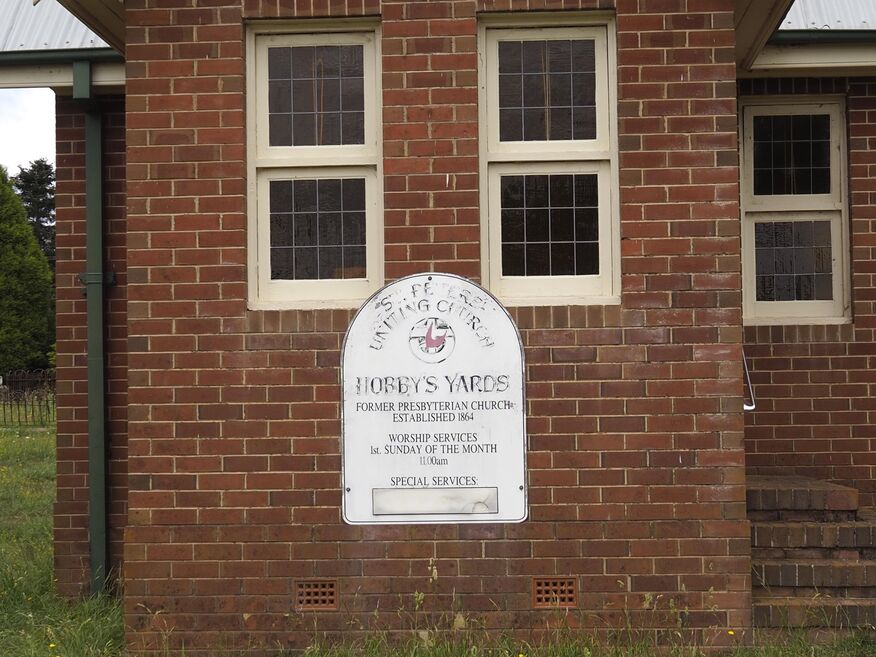 ST. PETERS
UNITING CHURCH
HOBBY'S YARDS
FORMER PRESBYTERIAN CHURCH
ESTABLISHED 1864
WORSHIP SERVICES
1st. SUNDAY OF THE MONTH
11.00am
SPECIAL SERVICES: